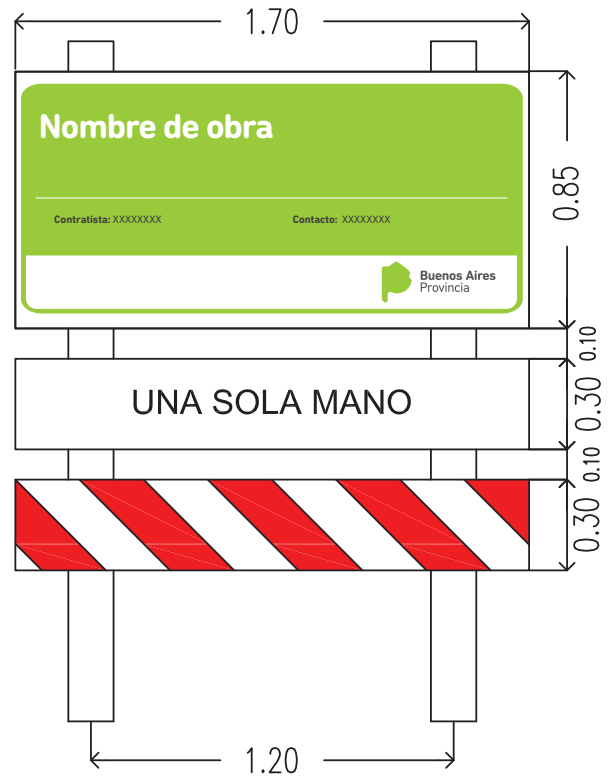 1.70
Nombre de obra
Contratista: XXXXXXXX
Contacto: XXXXXXXX
Buenos Aires
Provincia
0.85
0.10
UNA SOLA MANO
0.30
0.10
0.30
1.20